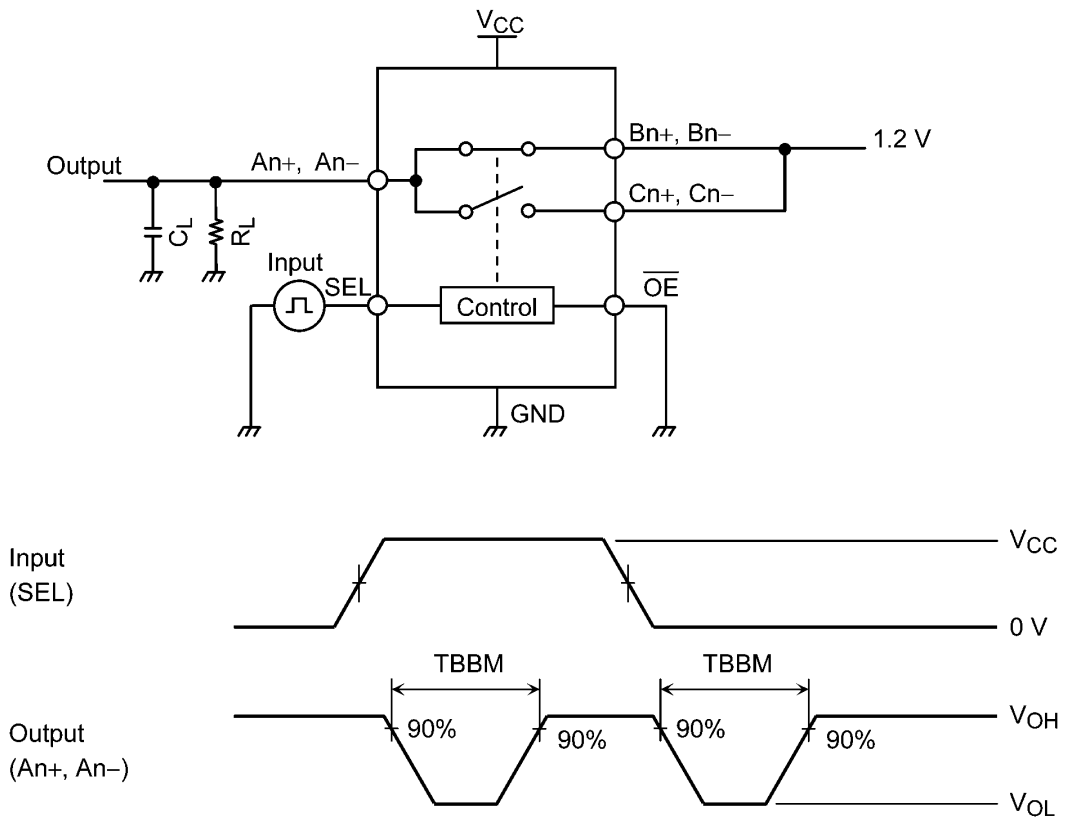 VCC
Bn+, Bn−
1.2 V
Output
An+, An−
Cn+, Cn−
CL
RL
Input
SEL
OE
Control
GND
Input
(SEL)
VCC
0 V
TBBM
TBBM
Output
(An+, An−)
90%
90%
90%
90%
VOH
VOL